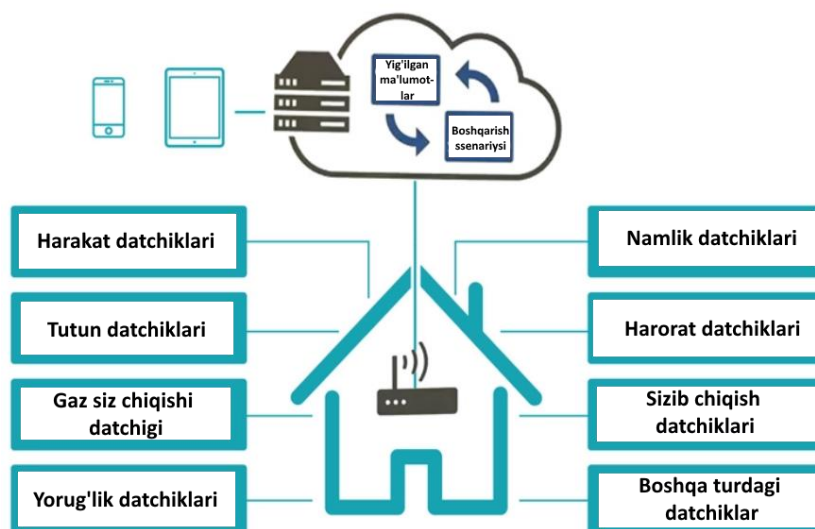 Yig'ilgan
ma'lumot-
lar
Boshqarish
ssenariysi
Harakat datchiklari
Namlik datchiklari
Tutun datchiklari
Harorat datchiklari
Gaz siz chiqishi
datchigi
Sizib chiqish
datchiklari
Yorug'lik datchiklari
Boshqa turdagi
datchiklar